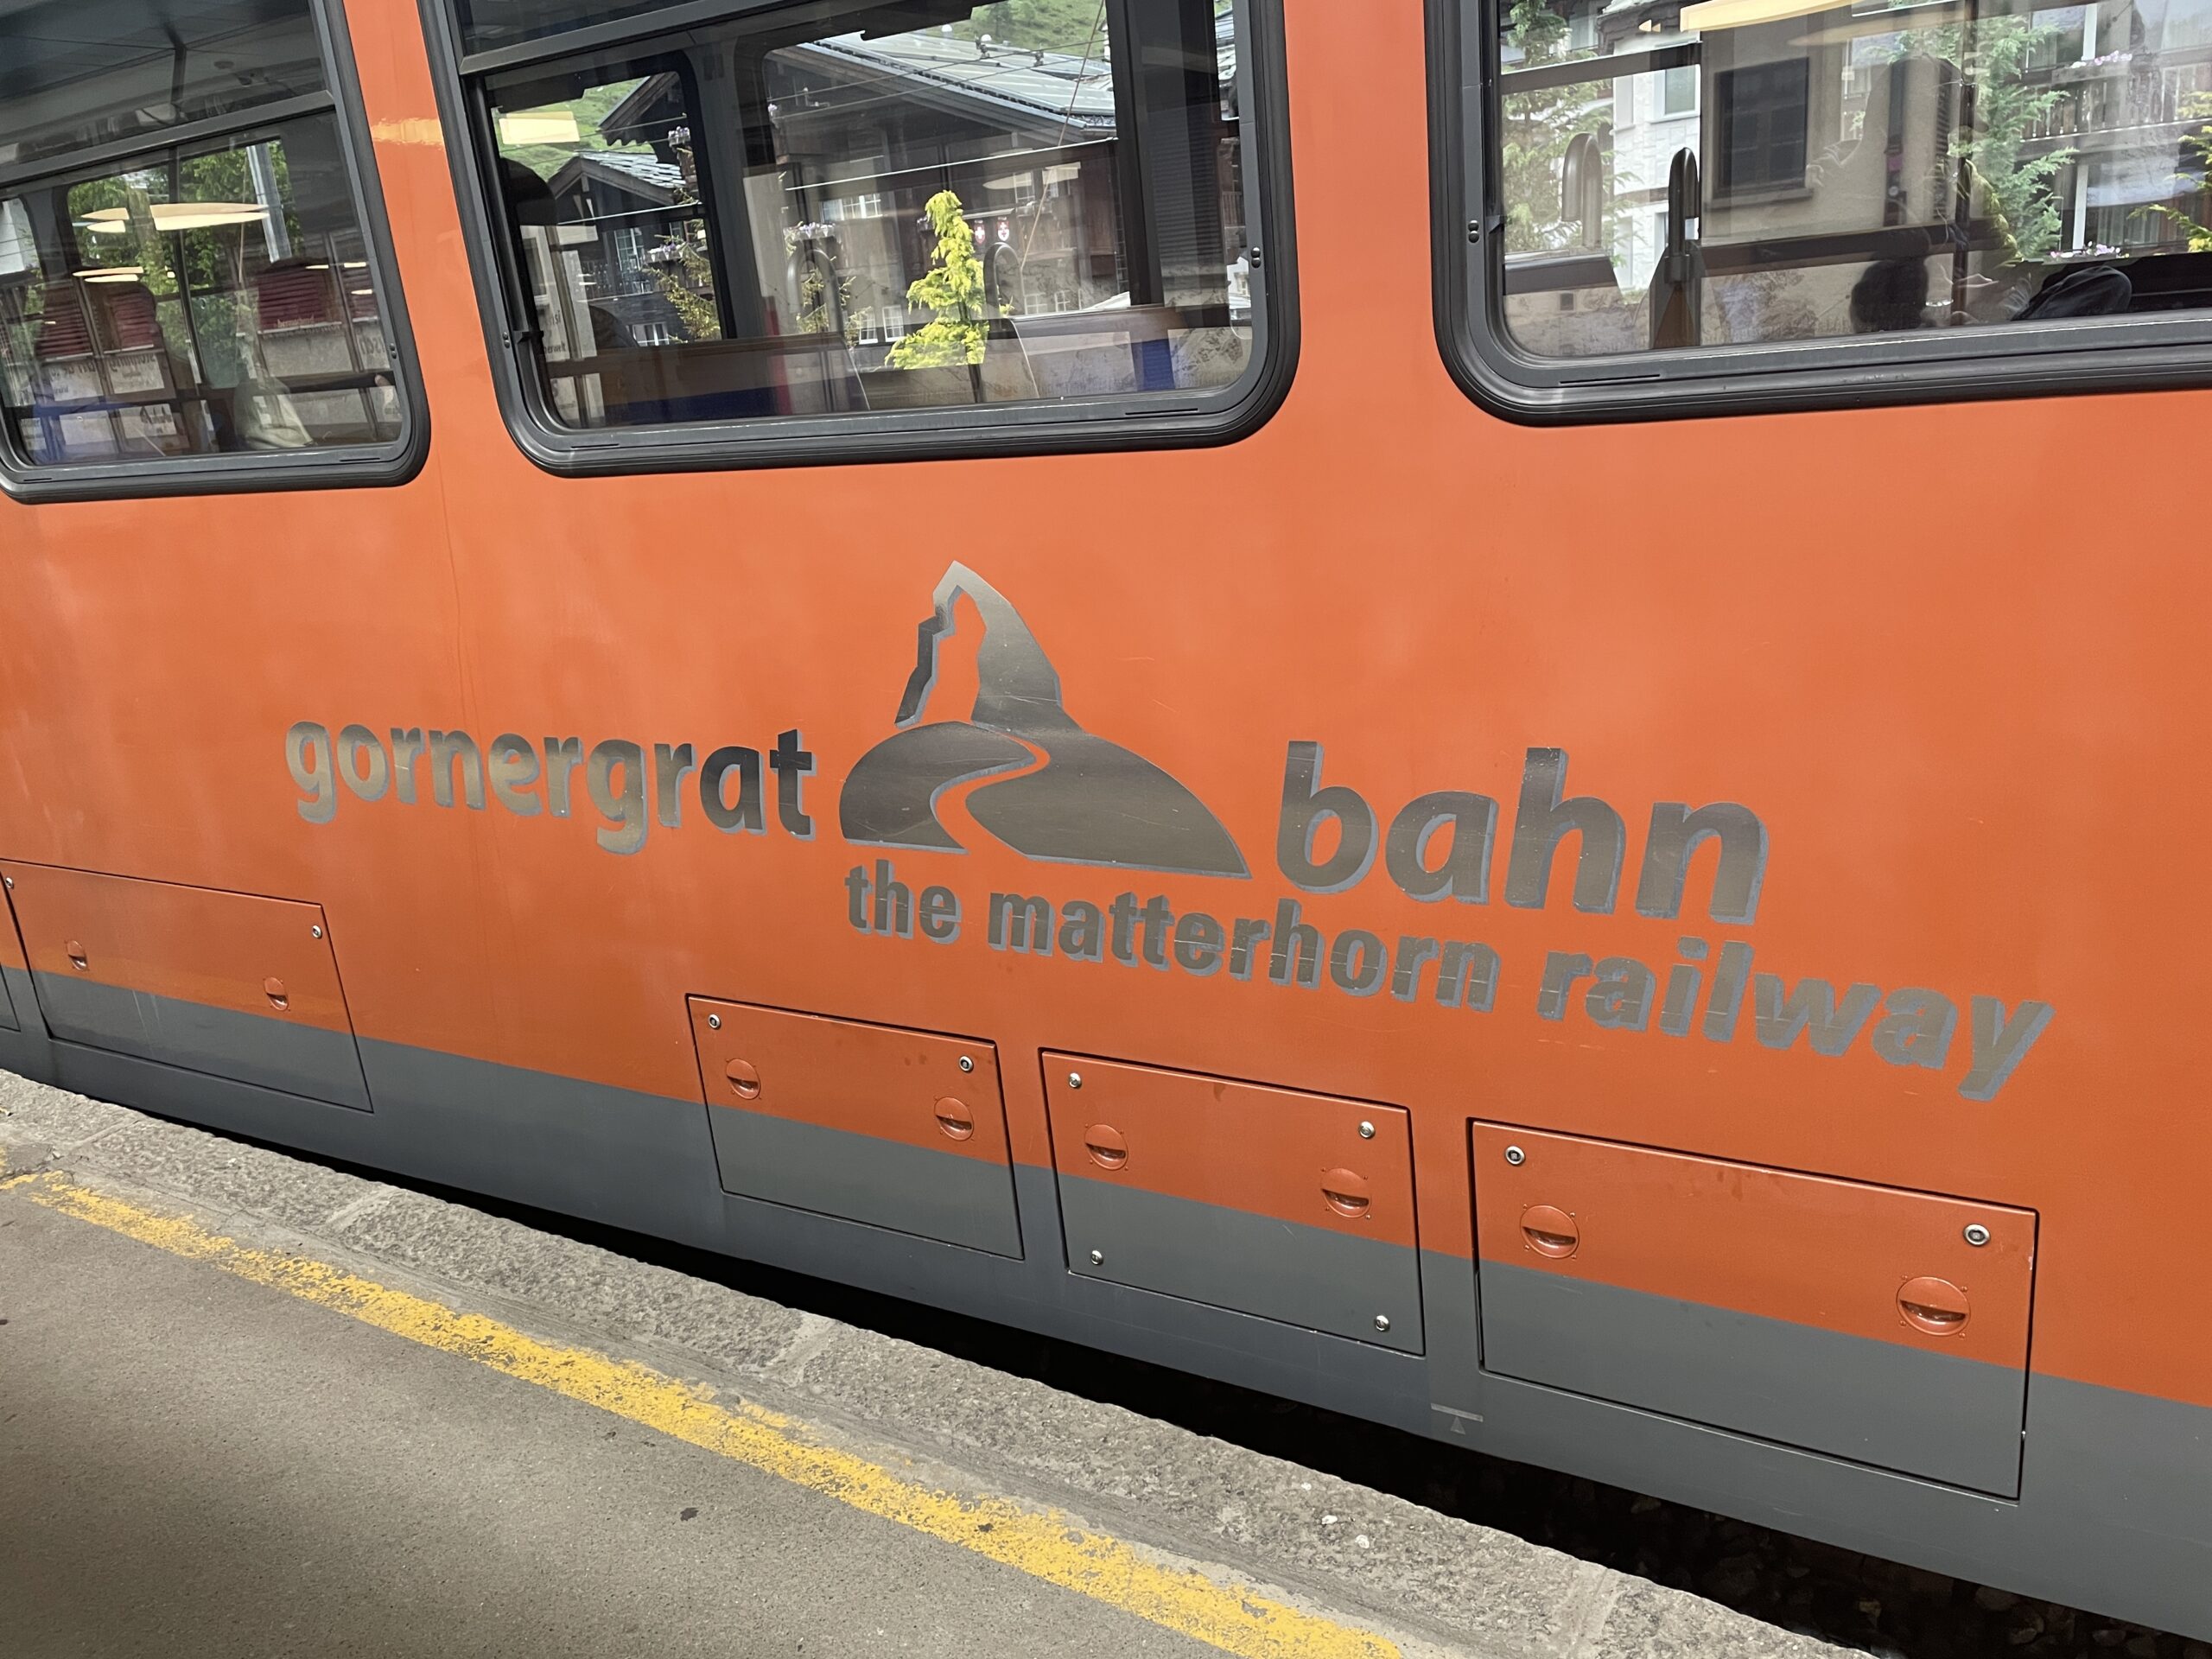 gornergrat bahn
the matterhorn railway